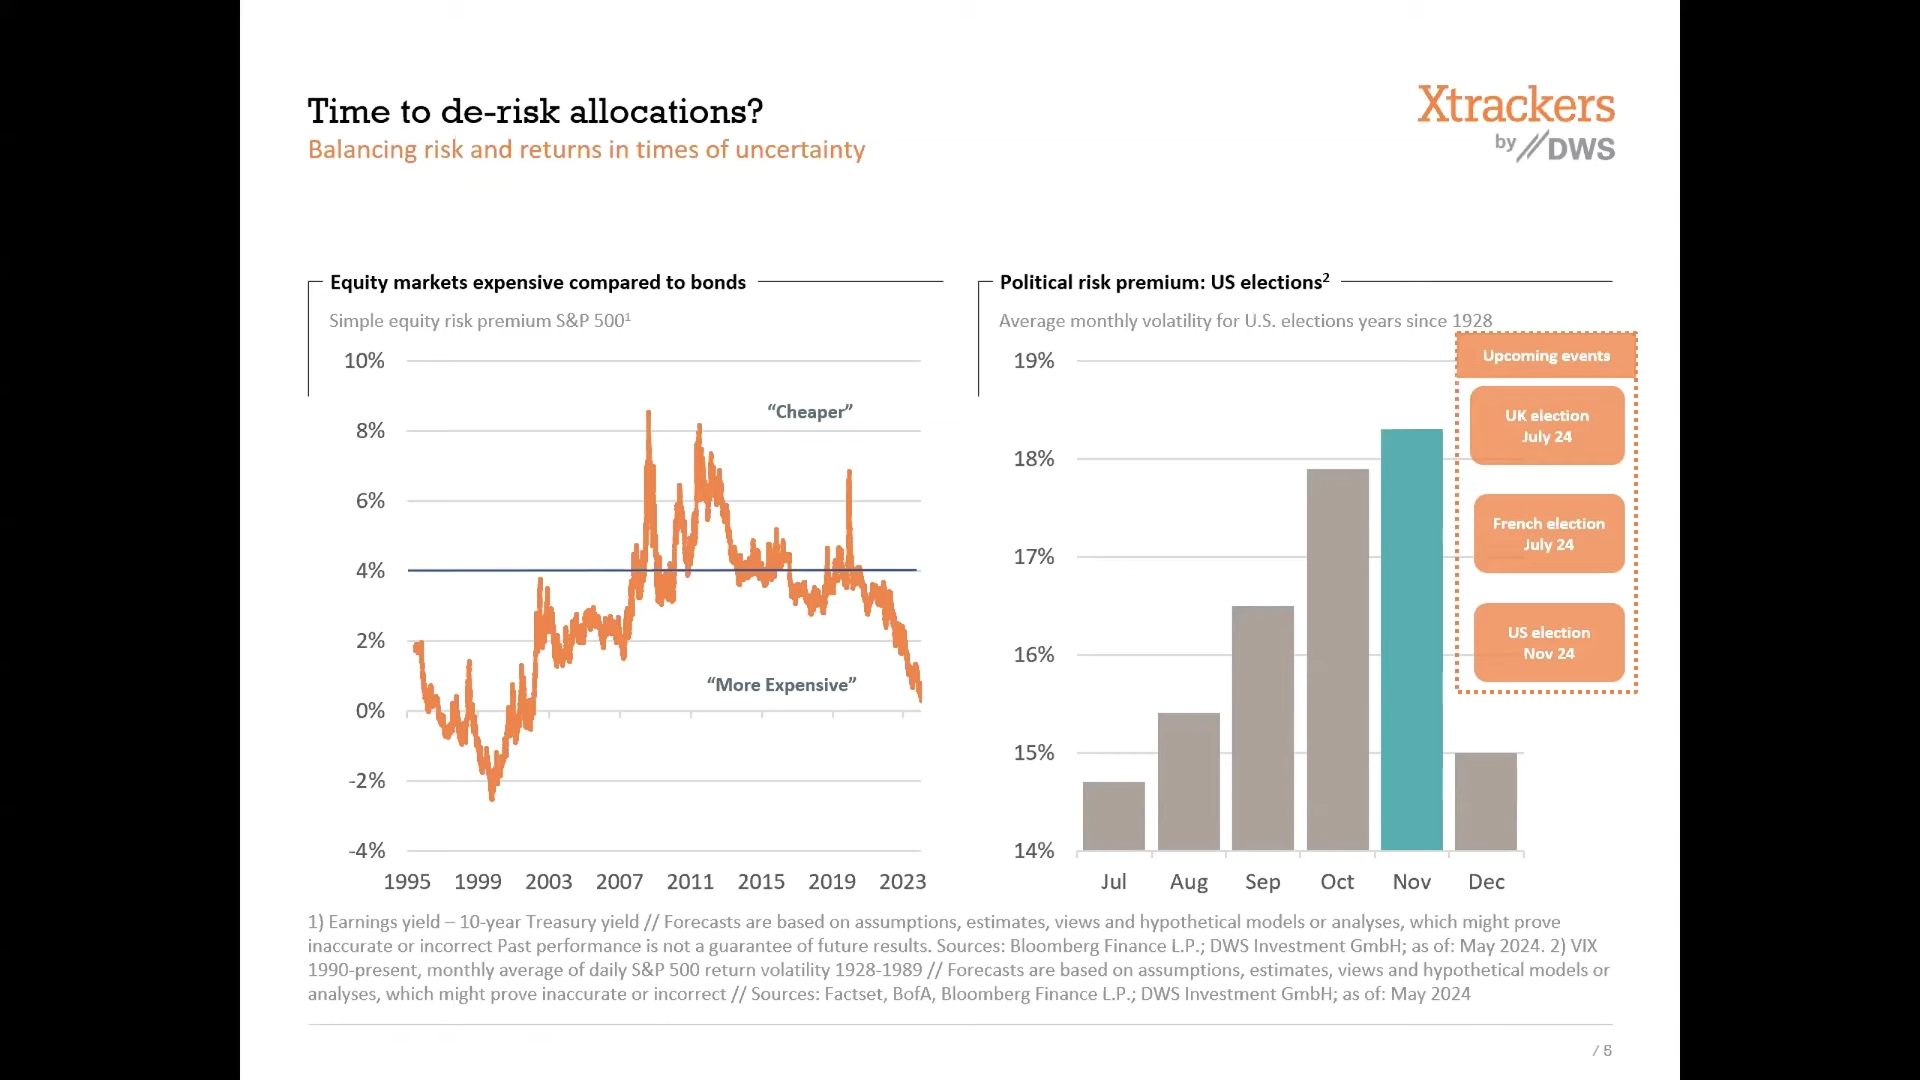 Time to de-risk allocations?
Balancing risk and returns in times of uncertainty
Xtrackers
by DWS
Equity markets expensive compared to bonds
Simple equity risk premium S&P 500¹
10%
8%
6%
4%
2%
0%
-2%
-4%
"Cheaper"
"More Expensive"
1995 1999 2003 2007 2011 2015 2019 2023
Political risk premium: US elections²
Average monthly volatility for U.S. elections years since 1928
19%
18%
17%
16%
15%
14%
Jul Aug Sep Oct Nov Dec
Upcoming events
UK election
July 24
French election
July 24
US election
Nov 24
1) Earnings yield – 10-year Treasury yield // Forecasts are based on assumptions, estimates, views and hypothetical models or analyses, which might prove
inaccurate or incorrect Past performance is not a guarantee of future results. Sources: Bloomberg Finance L.P.; DWS Investment GmbH; as of: May 2024. 2) VIX
1990-present, monthly average of daily S&P 500 return volatility 1928-1989 // Forecasts are based on assumptions, estimates, views and hypothetical models or
analyses, which might prove inaccurate or incorrect // Sources: Factset, BofA, Bloomberg Finance L.P.; DWS Investment GmbH; as of: May 2024
/ 5